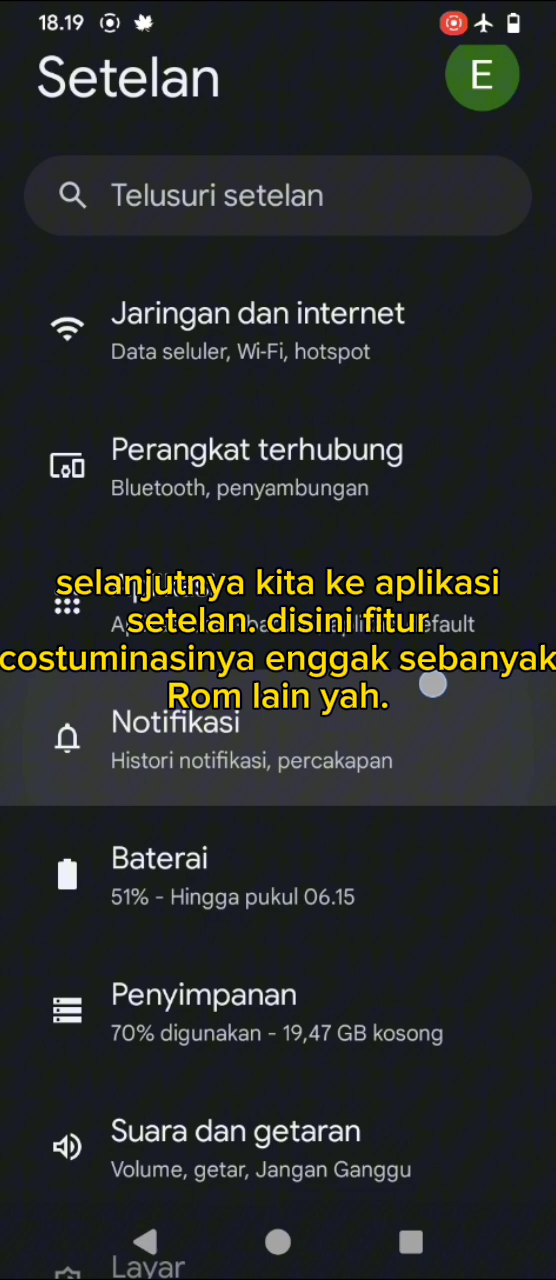 18.19
Setelan
E
Telusuri setelan
Jaringan dan internet
Data seluler, Wi-Fi, hotspot
Perangkat terhubung
Bluetooth, penyambungan
selanjutnya kita ke aplikasi
setelan. disini fitur
costuminasinya enggak sebanyak
Rom lain yah.
Notifikasi
Histori notifikasi, percakapan
Baterai
51% - Hingga pukul 06.15
Penyimpanan
70% digunakan - 19,47 GB kosong
Suara dan getaran
Volume, getar, Jangan Ganggu
Layar